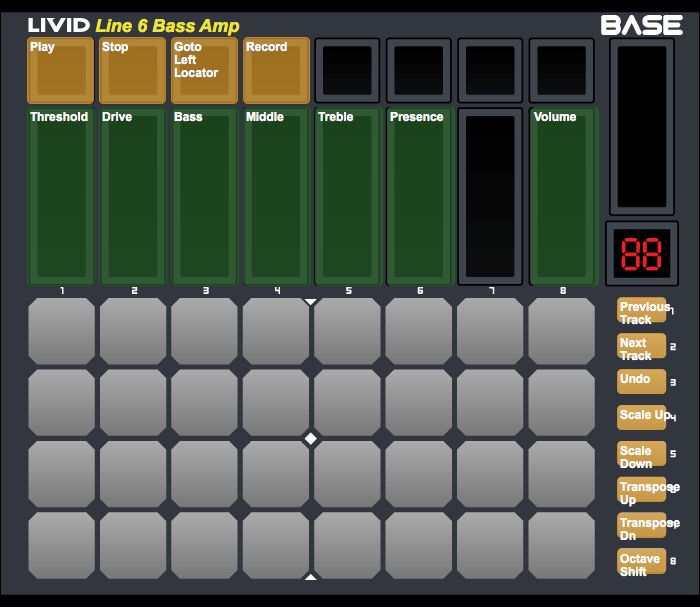 LIVID Line 6 Bass Amp
BASE
Play Stop Goto Record
Left
Locator
Threshold Drive Bass Middle Treble Presence Volume
88
1 2 3 4 5 6 7 8
Previous 1
Track
Next 2
Track
Undo 3
Scale Up 4
Scale 5
Down
Transpose
Up
Transpose
Dn
Octave 8
Shift